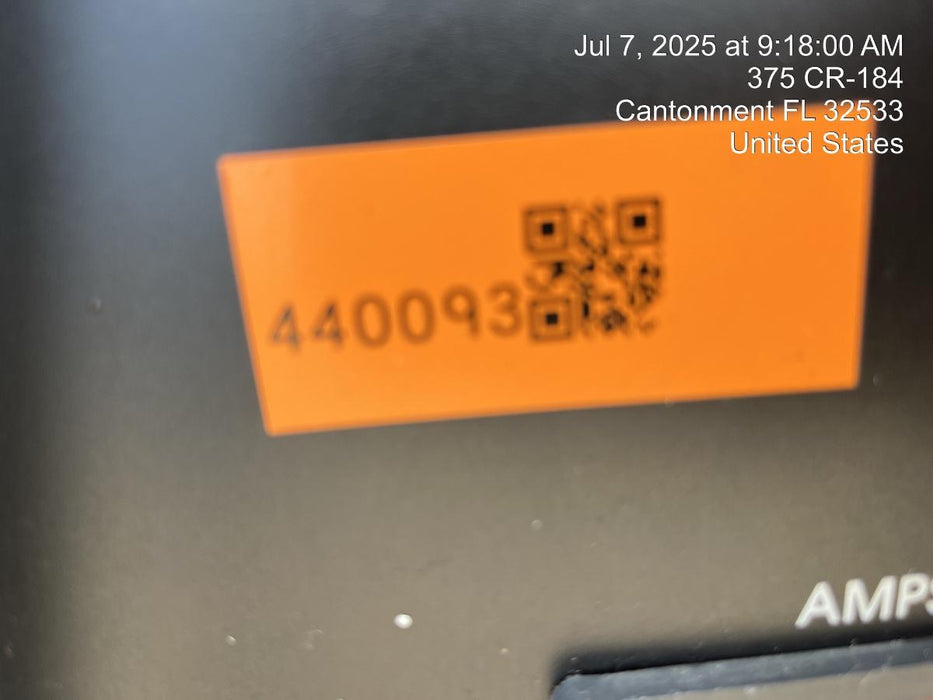 Jul 7, 2025 at 9:18:00 AM
375 CR-184
Cantonment FL 32533
United States
440093
AMPS